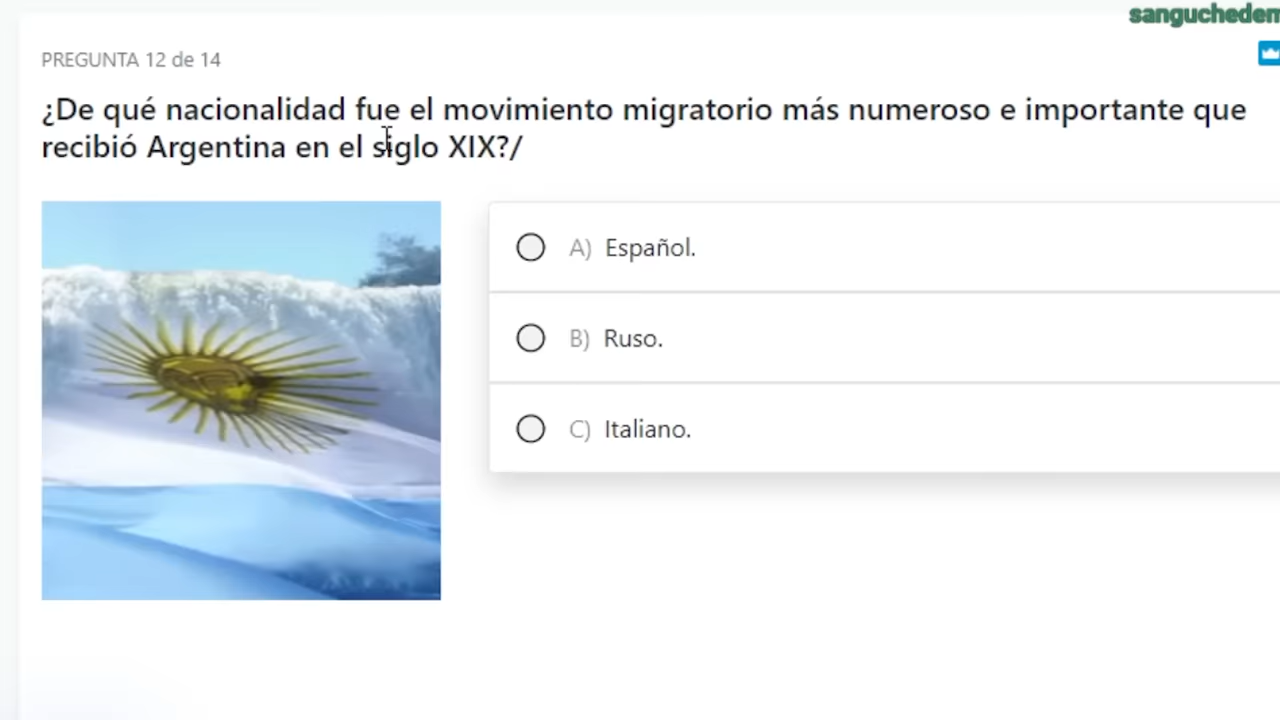 PREGUNTA 12 de 14
¿De qué nacionalidad fue el movimiento migratorio más numeroso e importante que
recibió Argentina en el siglo XIX?/
A) Español.
B) Ruso.
C) Italiano.